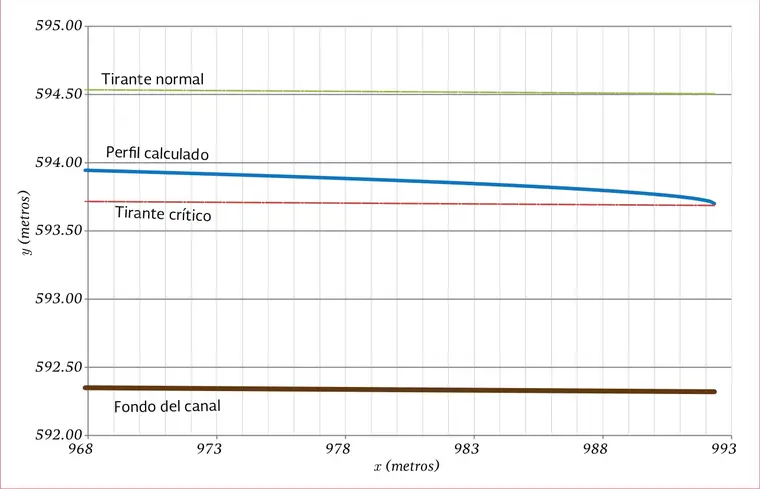 595.00
Tirante normal
594.50
Perfil calculado
594.00
Tirante crítico
593.50
y (metros)
593.00
592.50
Fondo del canal
592.00
968 973 978 983 988 993
x (metros)